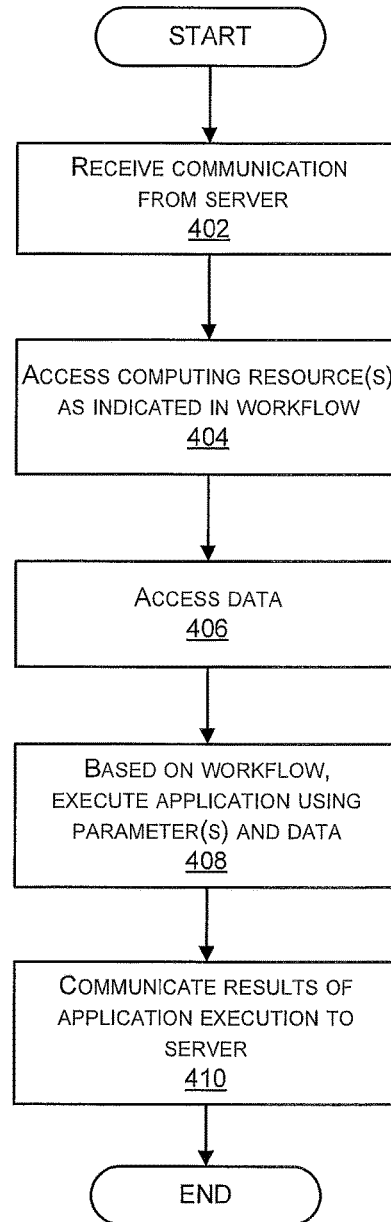 START
RECEIVE COMMUNICATION
FROM SERVER
402
ACCESS COMPUTING RESOURCE(S)
AS INDICATED IN WORKFLOW
404
ACCESS DATA
406
BASED ON WORKFLOW,
EXECUTE APPLICATION USING
PARAMETER(S) AND DATA
408
COMMUNICATE RESULTS OF
APPLICATION EXECUTION TO
SERVER
410
END